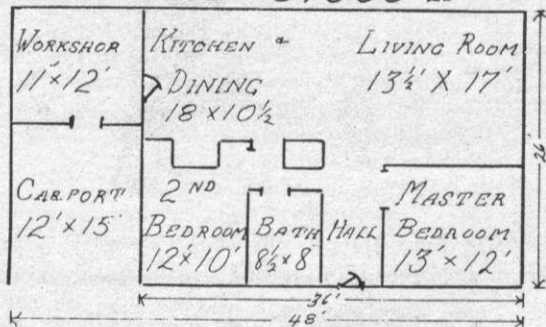 WORKSHOP
11'×12'
KITCHEN &
DINING
18 × 10½
LIVING ROOM
13½' X 17'
26'
CARPORT
12' × 15'
2ND
BEDROOM
12'×10'
BATH
8½×8'
HALL
MASTER
BEDROOM
13'×12'
36'
48'